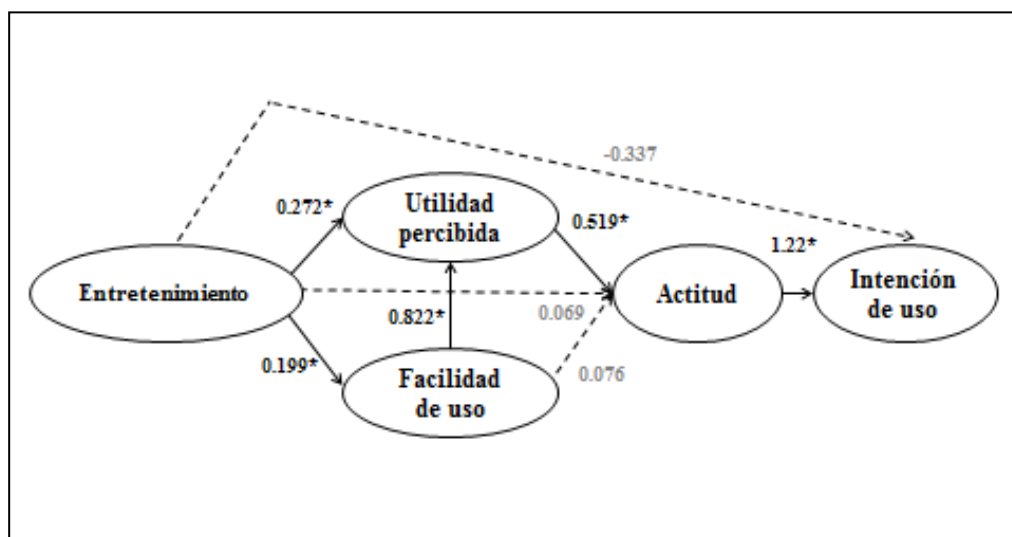 -0.337
Utilidad
percibida
0.272*
0.519*
1.22*
Entretenimiento
Actitud
Intención
de uso
0.822*
0.069
0.199*
Facilidad
de uso
0.076